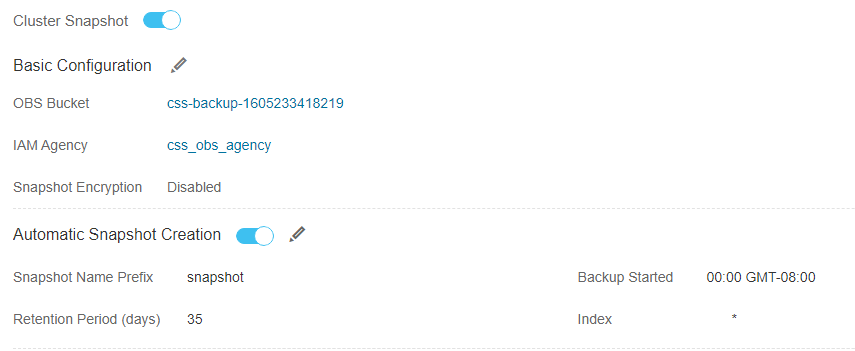 Cluster Snapshot
Basic Configuration
OBS Bucket css-backup-1605233418219
IAM Agency css_obs_agency
Snapshot Encryption Disabled
Automatic Snapshot Creation
Snapshot Name Prefix snapshot Backup Started 00:00 GMT-08:00
Retention Period (days) 35 Index *